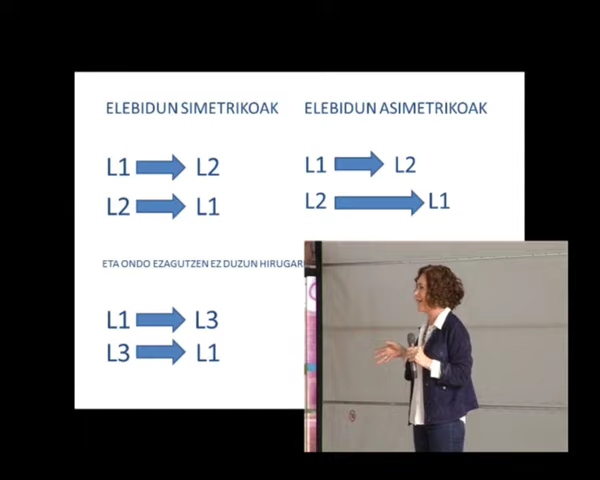 ELEBIDUN SIMETRIKOAK
L1 L2
L2 L1
ELEBIDUN ASIMETRIKOAK
L1 L2
L2 L1
ETA ONDO EZAGUTZEN EZ DUZUN
L1 L3
L3 L1